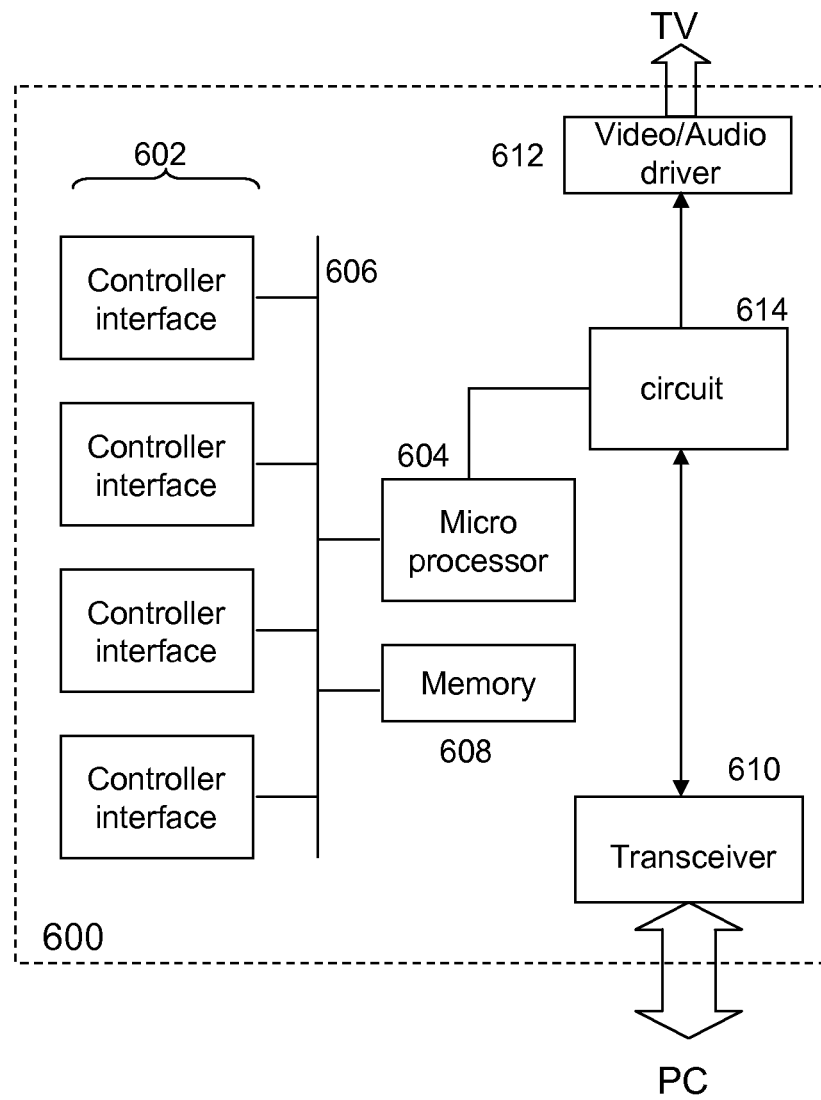 TV
Video/Audio
driver
612
602
Controller
interface
606
614
circuit
Controller
interface
604
Micro
processor
Controller
interface
Memory
608
Controller
interface
610
Transceiver
600
PC